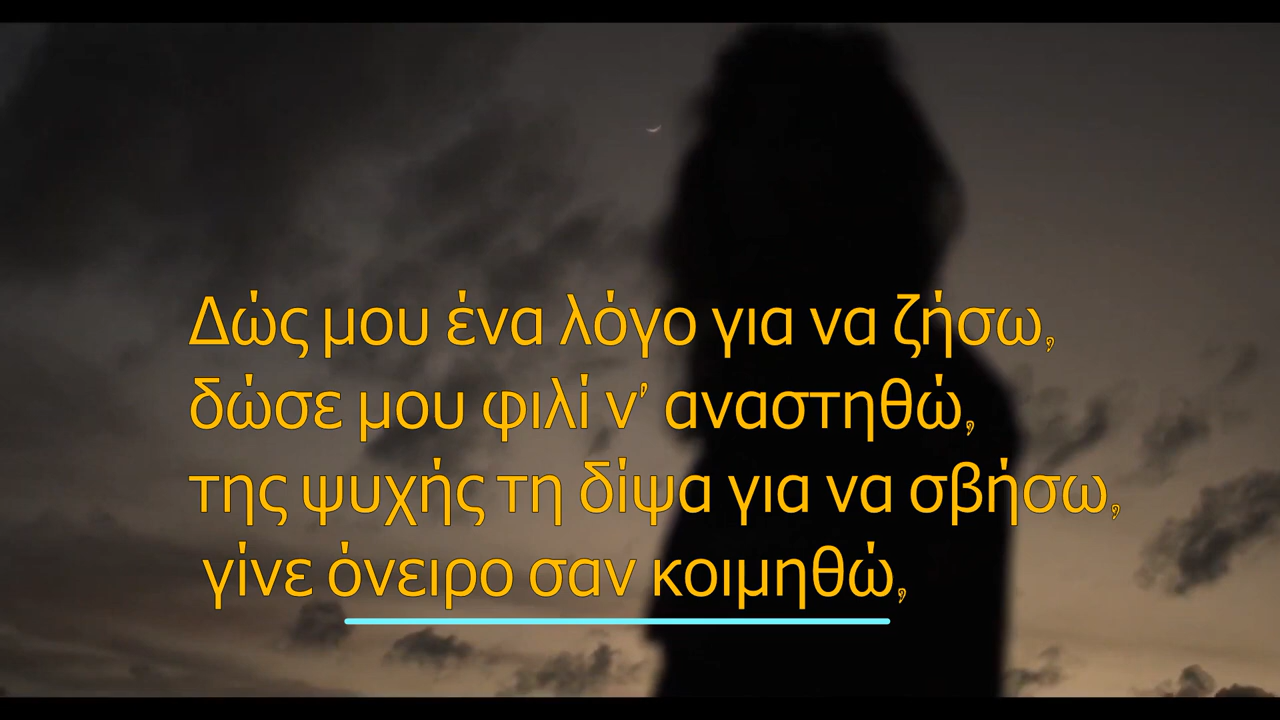 Δώς μου ένα λόγο για να ζήσω,
δώσε μου φιλί ν' αναστηθώ,
της ψυχής τη δίψα για να σβήσω,
γίνε όνειρο σαν κοιμηθώ,